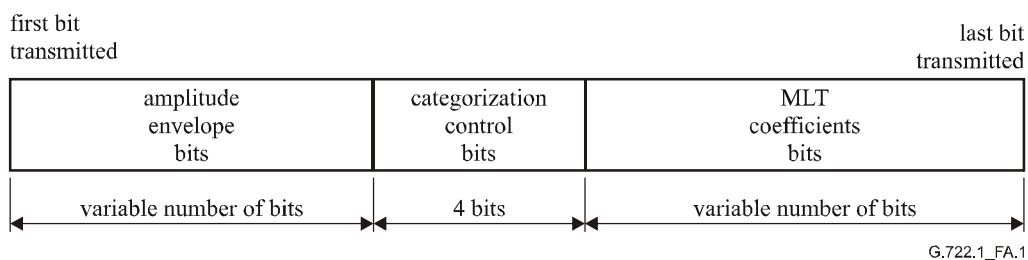 first bit
transmitted
last bit
transmitted
amplitude
envelope
bits
categorization
control
bits
MLT
coefficients
bits
variable number of bits
4 bits
variable number of bits
G.722.1_FA.1